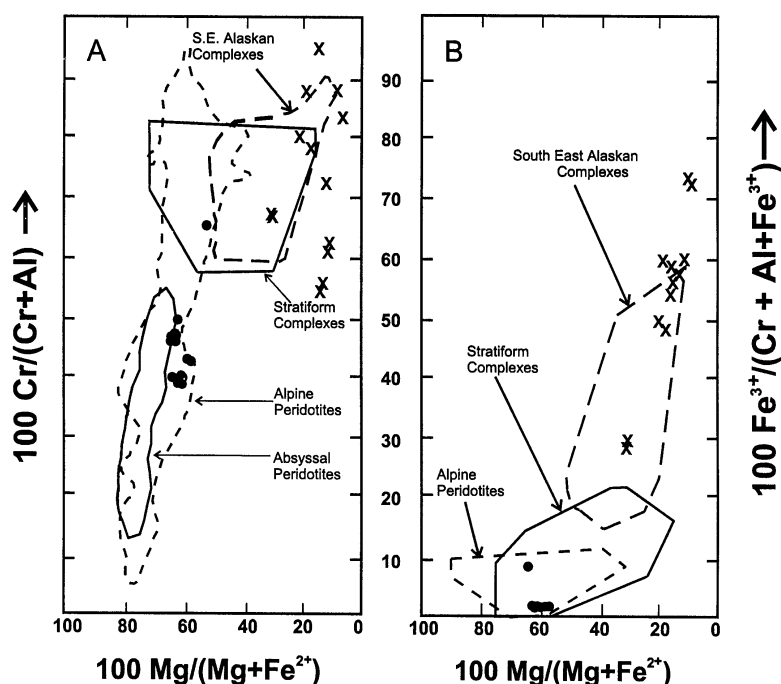 A
S.E. Alaskan
Complexes
X
X
X
X
X
X
X
X
X
X
X
X
X
X
Stratiform
Complexes
Alpine
Peridotites
Absyssal
Peridotites
100 Cr/(Cr+Al)
100 80 60 40 20 0
100 Mg/(Mg+Fe2+)
90
80
70
60
50
40
30
20
10
B
South East Alaskan
Complexes
X
X
X
X
X
X
X
X
X
X
X
X
X
Stratiform
Complexes
Alpine
Peridotites
100 80 60 40 20 0
100 Mg/(Mg+Fe2+)
100 Fe3+/(Cr + Al+Fe3+)